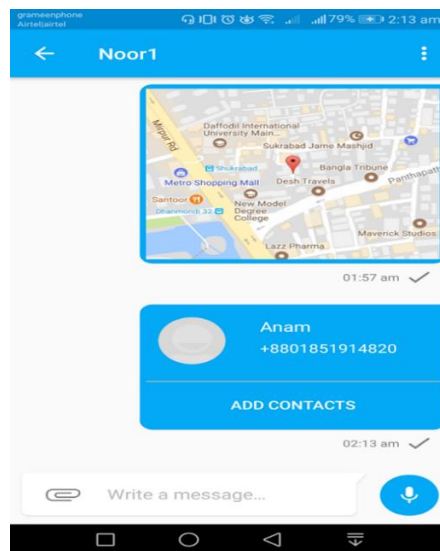 grameenphone
Airtel|airtel
79% 2:13 am
Noor1
Mirpur Rd
Daffodil International
University Main...
Sukrabad Jame Mashjid
Shukrabad
Bangla Tribune
Metro Shopping Mall
Desh Travels
Panthapath
Santoor
New Model
Degree
College
Dhanmondi 32
Maverick Studios
Lazz Pharma
01:57 am
Anam
+8801851914820
ADD CONTACTS
02:13 am
Write a message...